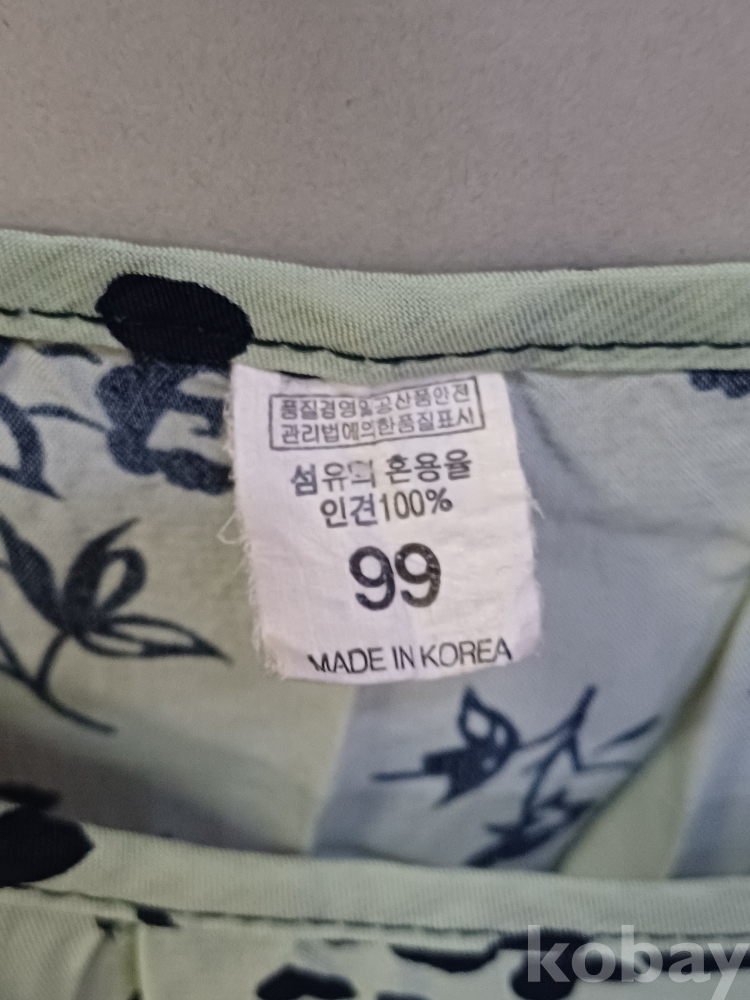 품질경영및공산품안전
관리법에의한품질표시
섬유의 혼용율
인견100%
99
MADE IN KOREA
kobay